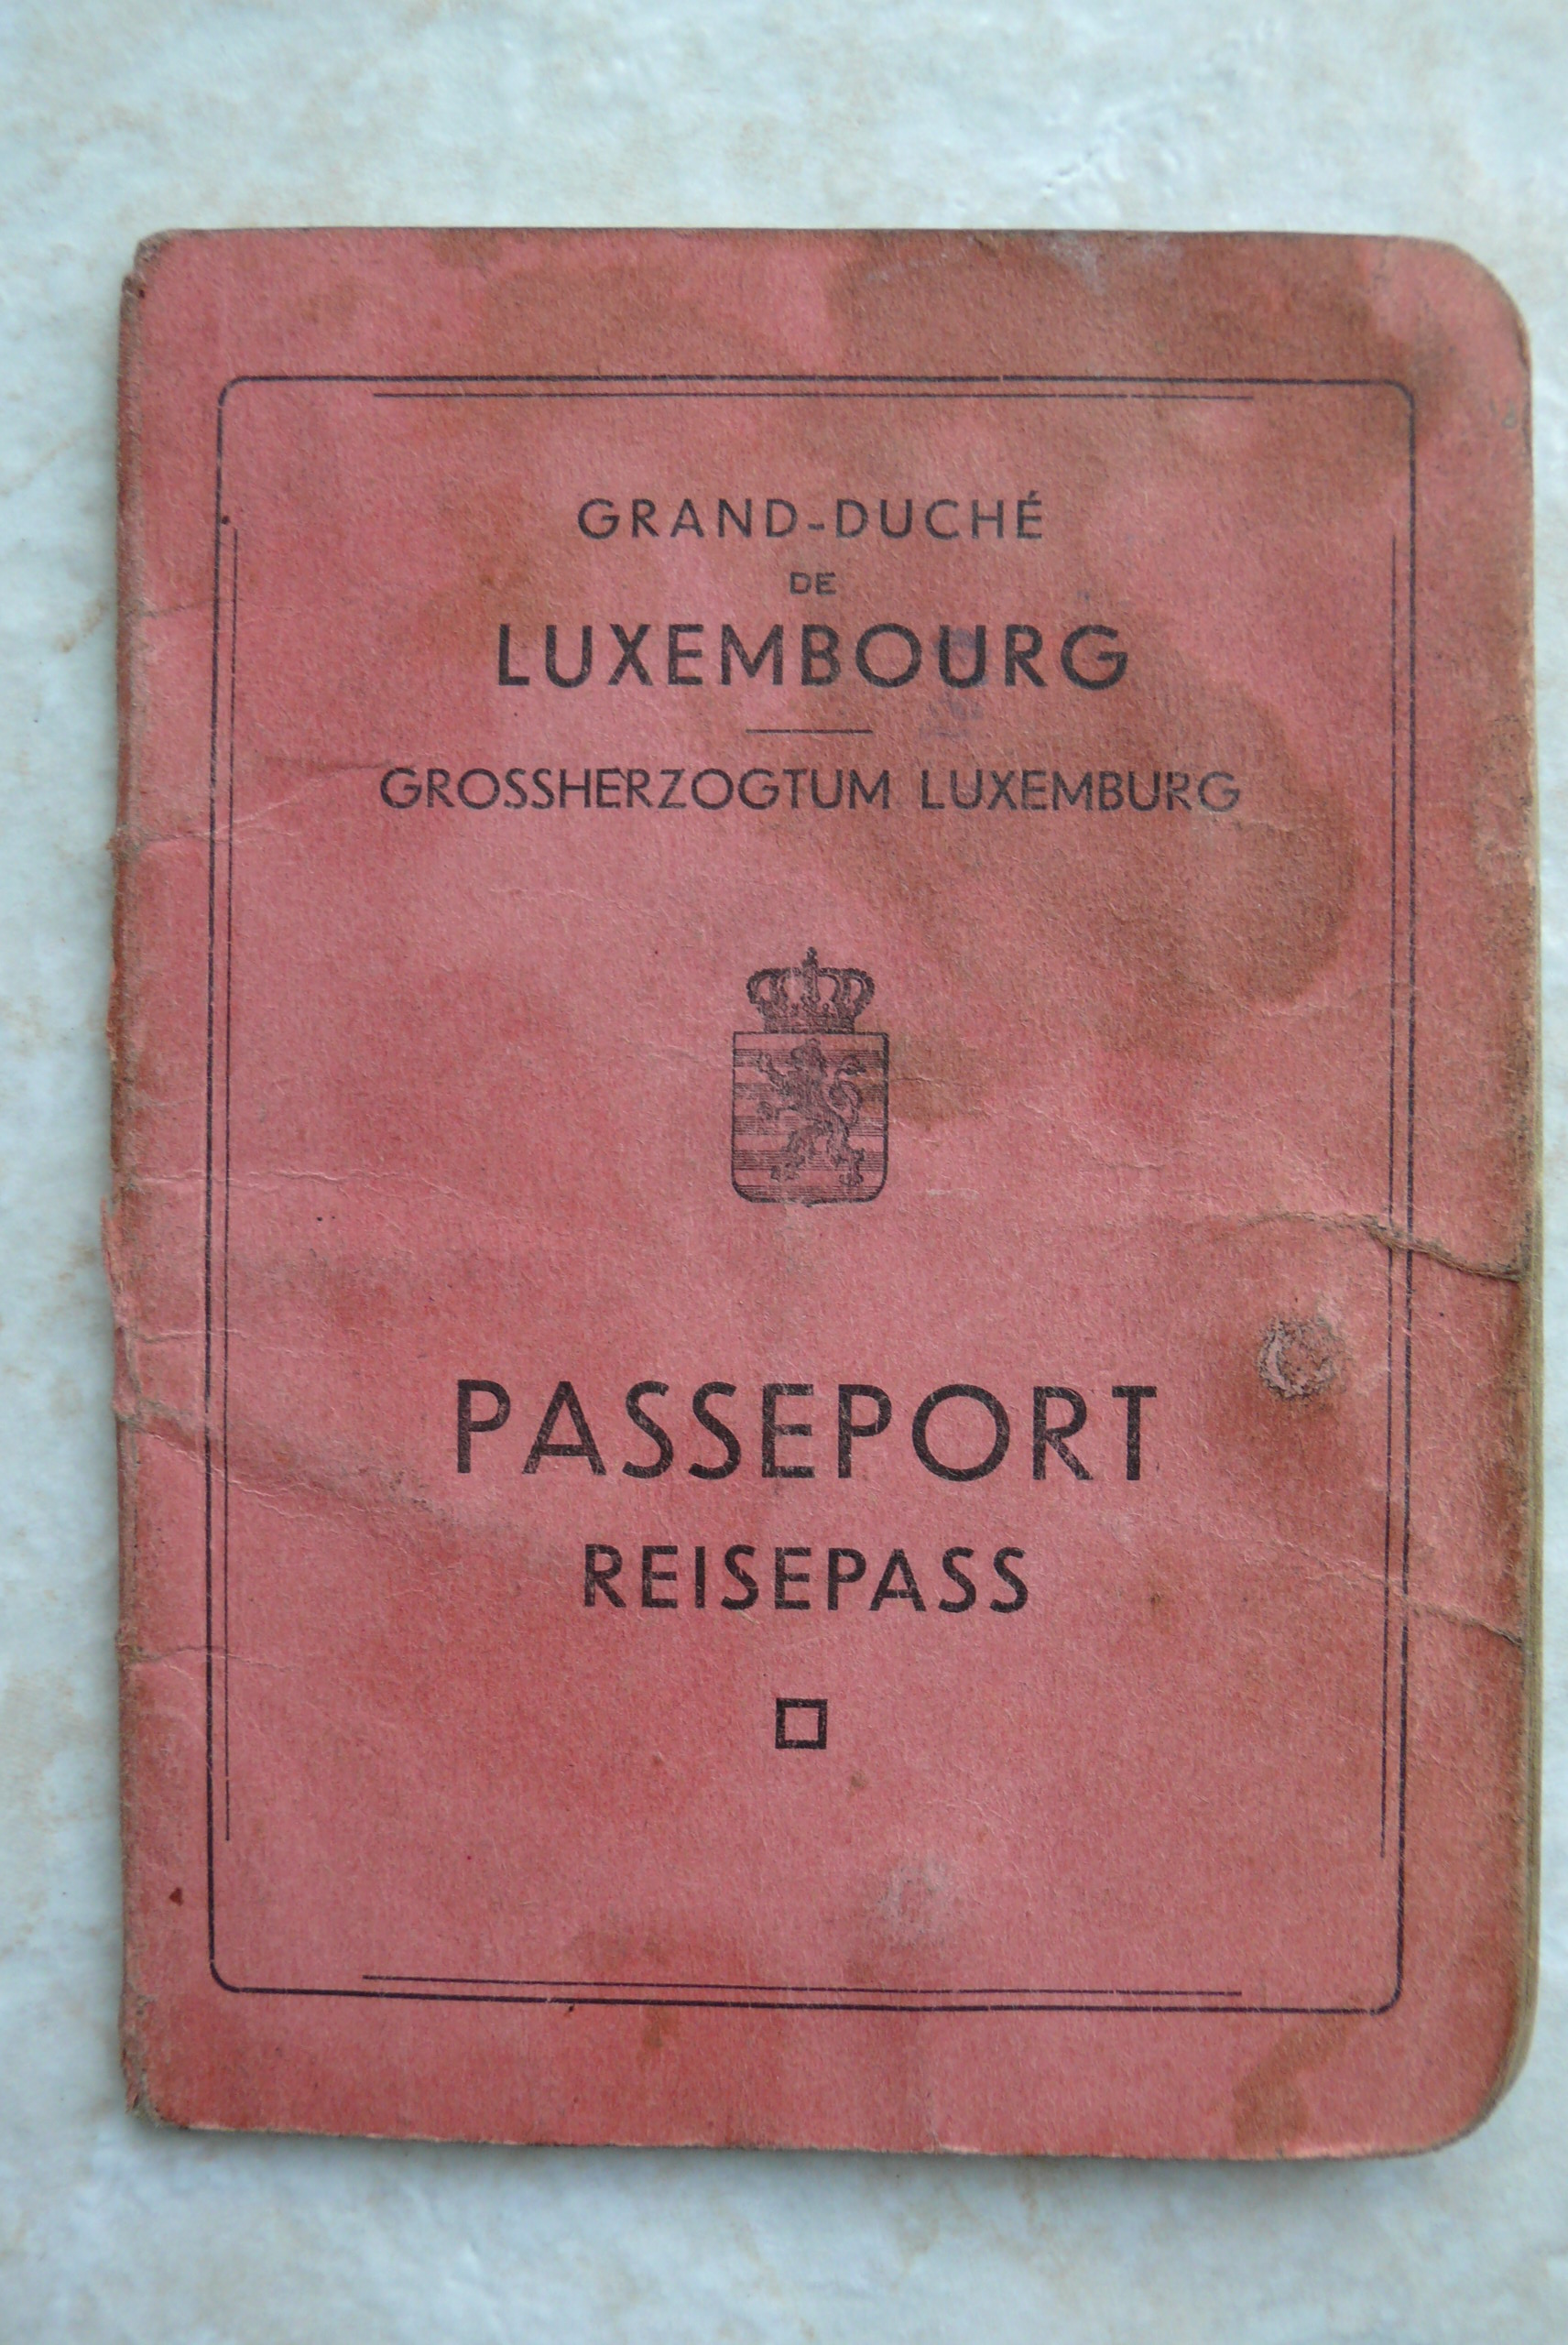 GRAND-DUCHÉ
DE
LUXEMBOURG
GROSSHERZOGTUM LUXEMBURG
PASSEPORT
REISEPASS